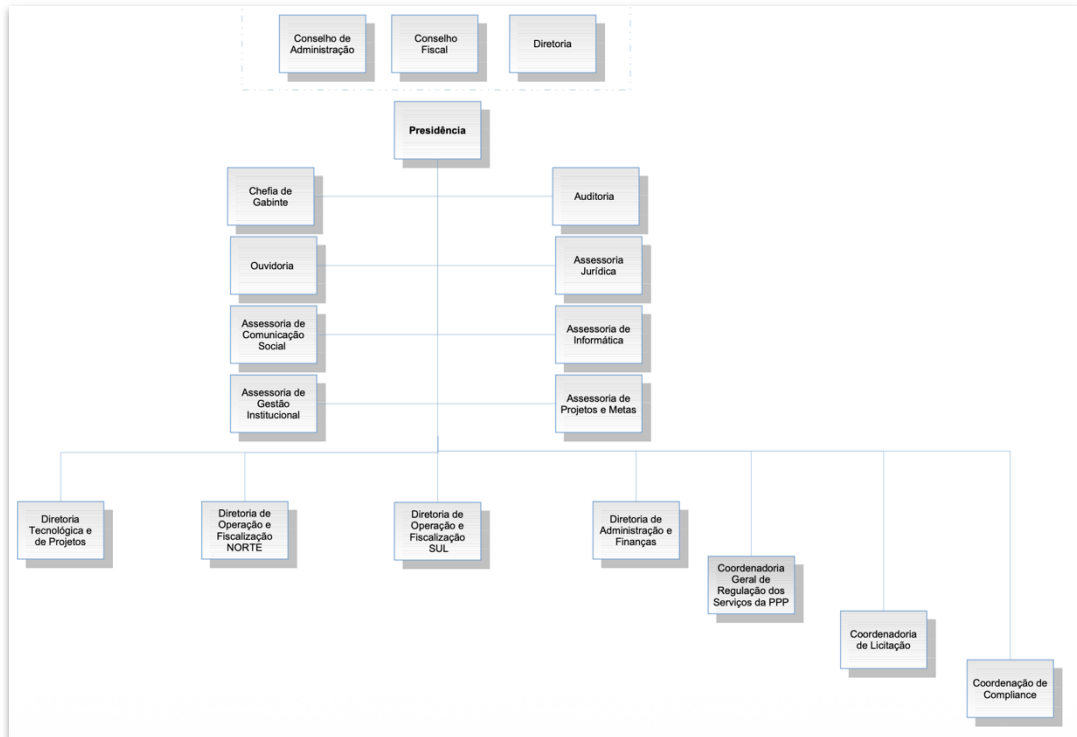 Conselho de
Administração
Conselho
Fiscal
Diretoria
Presidência
Chefia de
Gabinte
Auditoria
Ouvidoria
Assessoria
Jurídica
Assessoria de
Comunicação
Social
Assessoria de
Informática
Assessoria de
Gestão
Institucional
Assessoria de
Projetos e Metas
Diretoria
Tecnológica e
de Projetos
Diretoria de
Operação e
Fiscalização
NORTE
Diretoria de
Operação e
Fiscalização
SUL
Diretoria de
Administração e
Finanças
Coordenadoria
Geral de
Regulação dos
Serviços da PPP
Coordenadoria
de Licitação
Coordenação de
Compliance